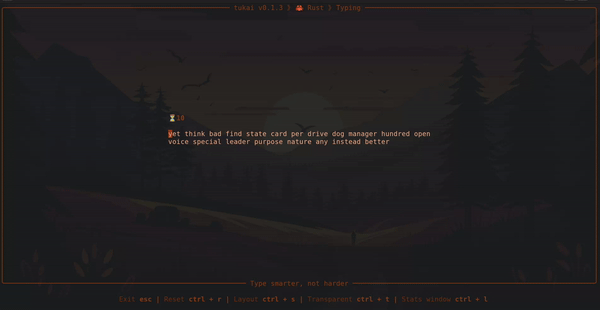 tukai v0.1.3 》 🦀 Rust 》 Typing
⏳10
yet think bad find state card per drive dog manager hundred open
voice special leader purpose nature any instead better
Type smarter, not harder
Exit esc | Reset ctrl + r | Layout ctrl + s | Transparent ctrl + t | Stats window ctrl + l